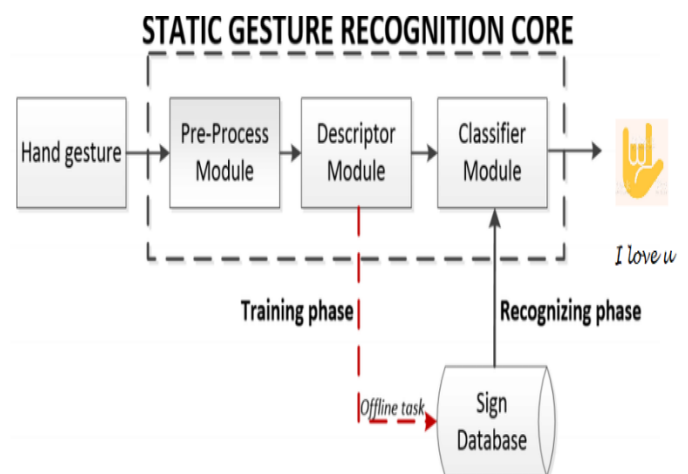 STATIC GESTURE RECOGNITION CORE
Hand gesture
Pre-Process
Module
Descriptor
Module
Classifier
Module
I love u
Training phase
Recognizing phase
Offline task
Sign
Database